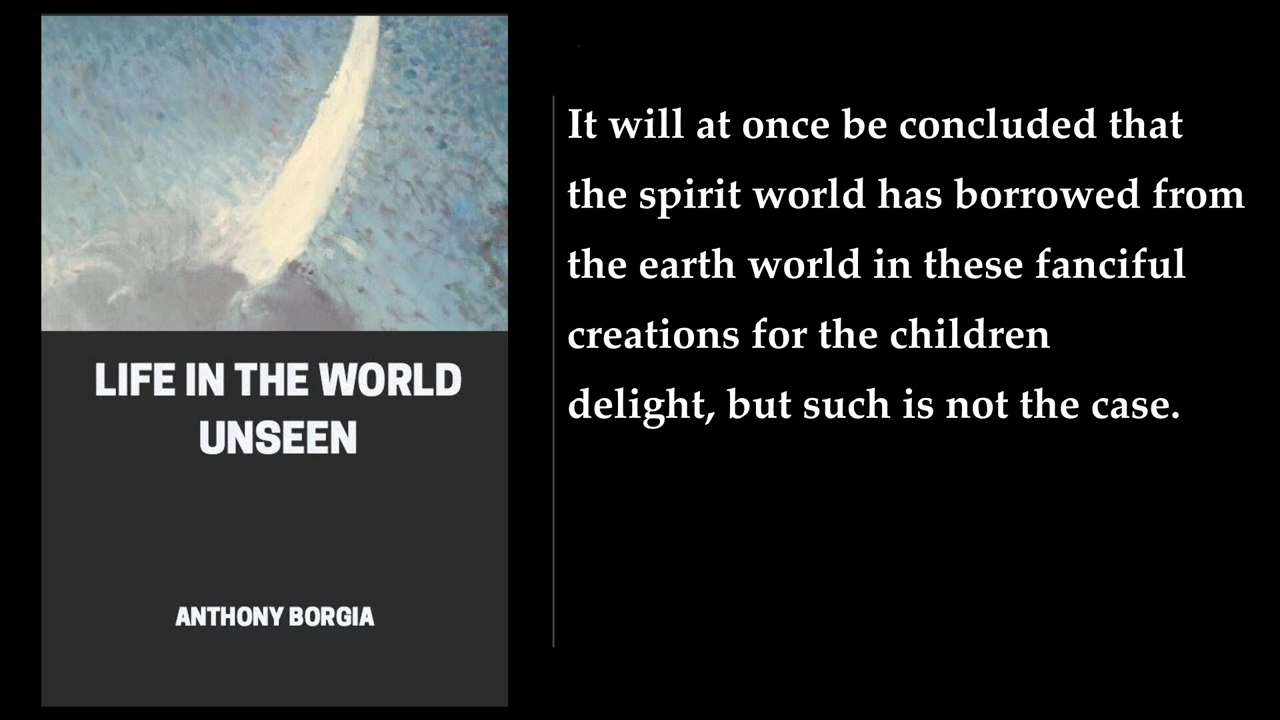 LIFE IN THE WORLD
UNSEEN
ANTHONY BORGIA
It will at once be concluded that
the spirit world has borrowed from
the earth world in these fanciful
creations for the children
delight, but such is not the case.